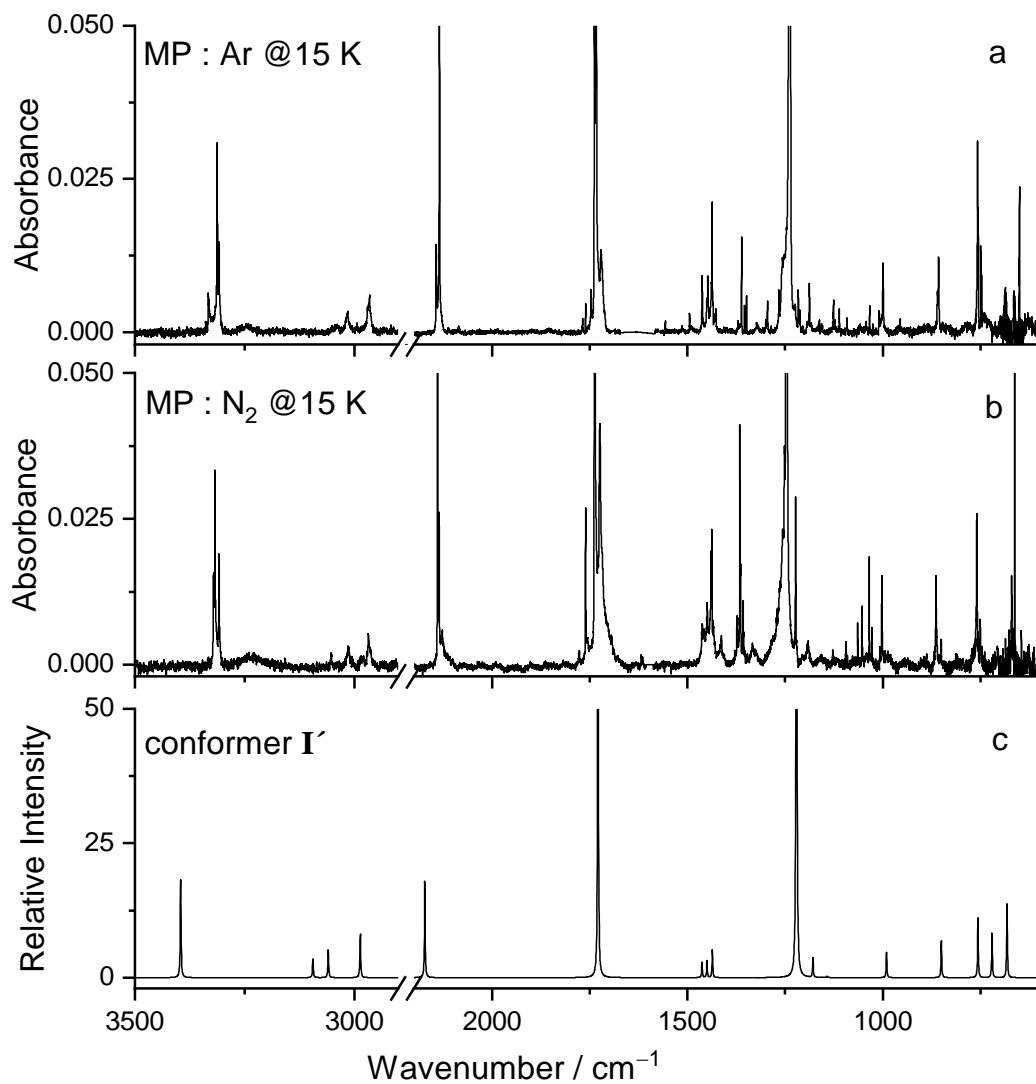 0.050
MP : Ar @15 K
a
Absorbance
0.025
0.000
0.050
MP : N₂ @15 K
b
Absorbance
0.025
0.000
50
conformer I´
c
Relative Intensity
25
0
3500 3000 2000 1500 1000
Wavenumber / cm⁻¹